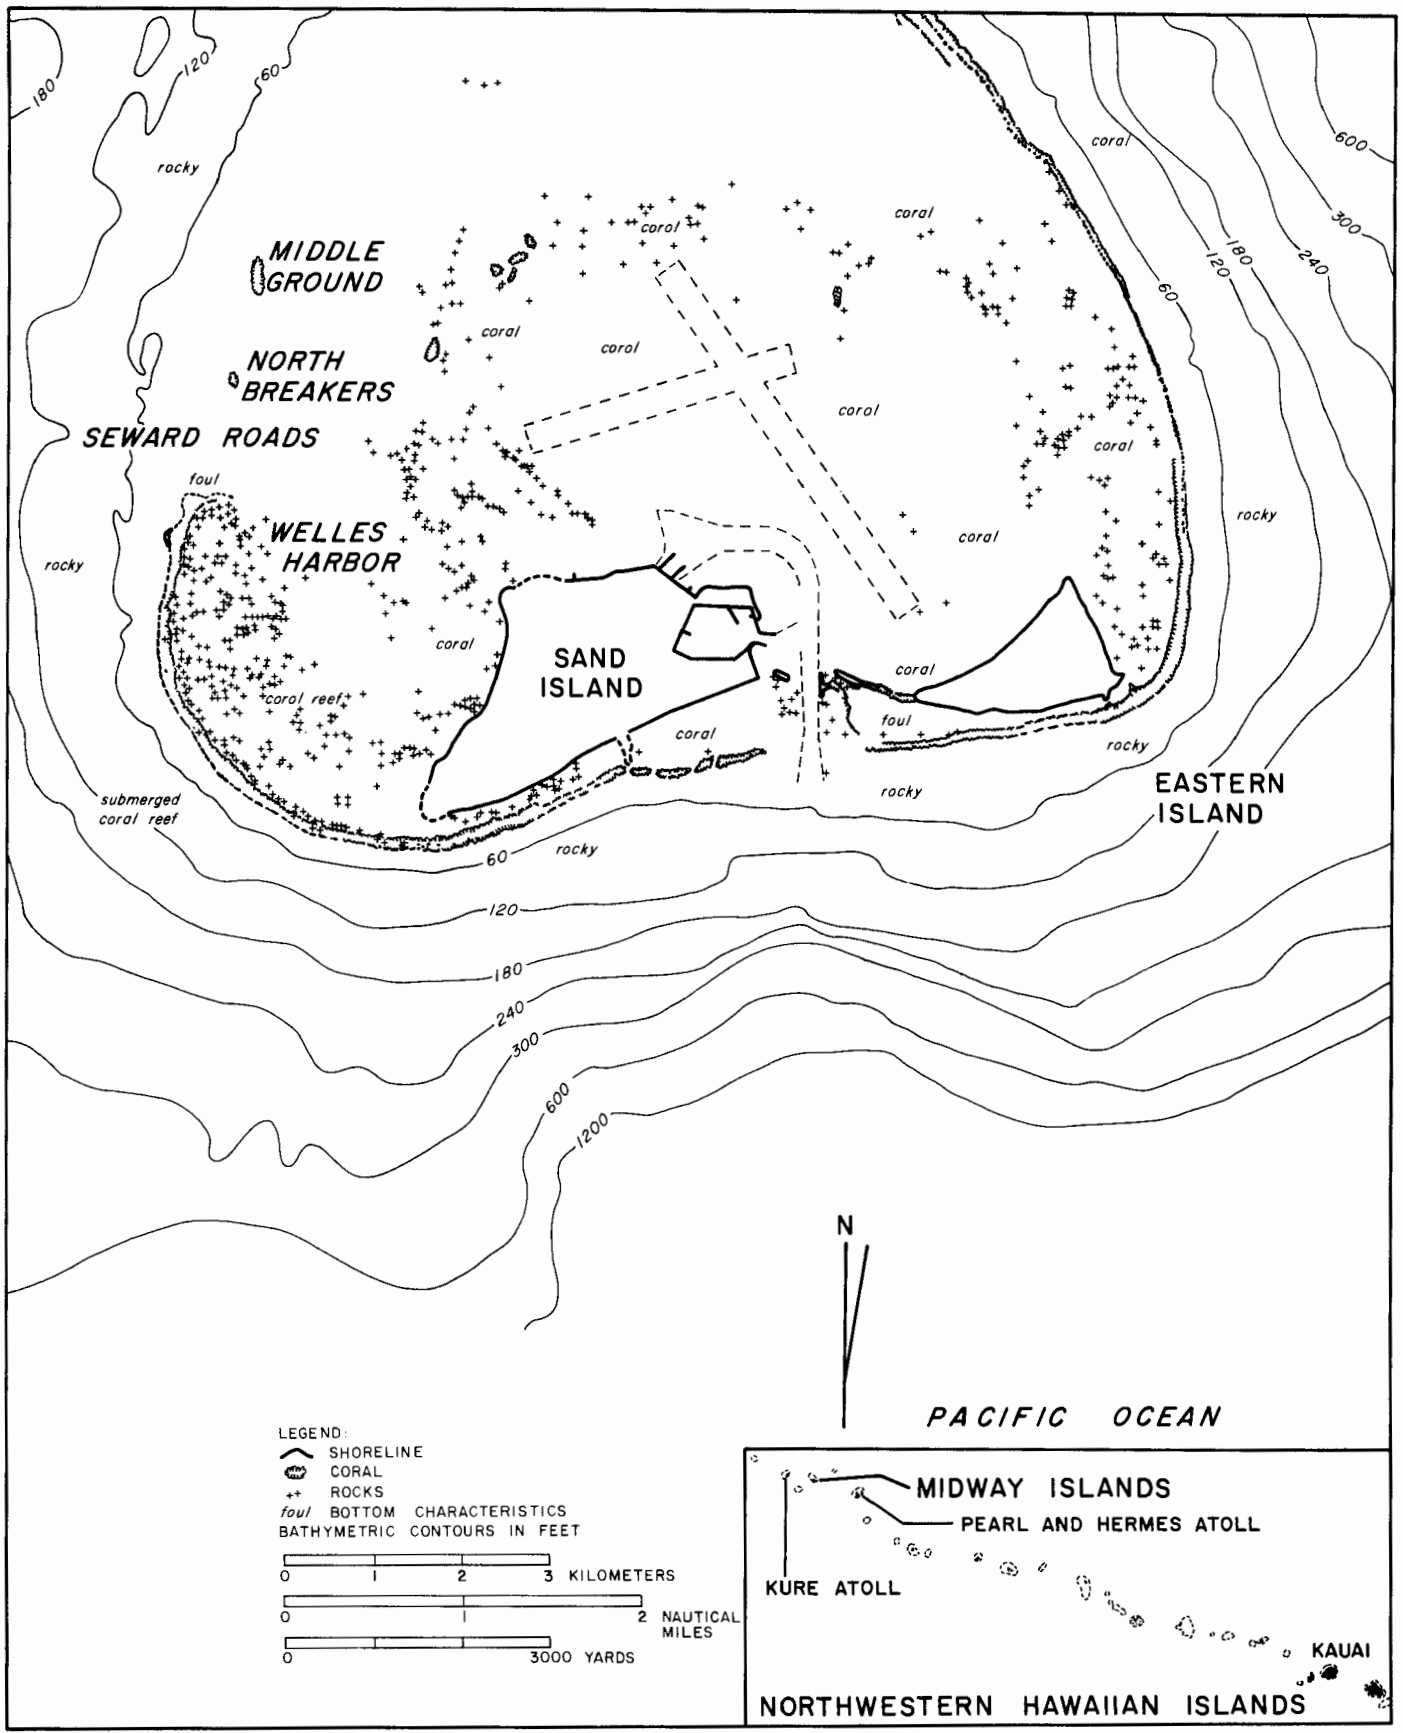 180
120
60
rocky
coral
600
300
240
180
120
60
coral
corol
MIDDLE
GROUND
coral
corol
NORTH
BREAKERS
corol
SEWARD ROADS
coral
foul
WELLES
HARBOR
coral
rocky
rocky
coral
SAND
ISLAND
coral
coral reef
coral
foul
rocky
submerged
coral reef
rocky
EASTERN
ISLAND
60
rocky
120
180
240
300
600
1200
N
PACIFIC OCEAN
LEGEND:
SHORELINE
CORAL
++ ROCKS
foul BOTTOM CHARACTERISTICS
BATHYMETRIC CONTOURS IN FEET
0 1 2 3 KILOMETERS
0 1 2 NAUTICAL
MILES
0 3000 YARDS
MIDWAY ISLANDS
PEARL AND HERMES ATOLL
KURE ATOLL
KAUAI
NORTHWESTERN HAWAIIAN ISLANDS